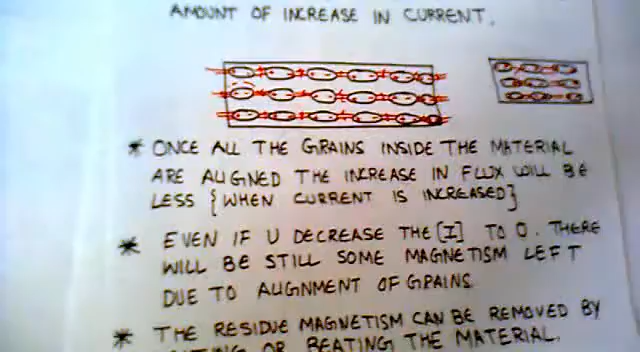 AMOUNT OF INCREASE IN CURRENT.
* ONCE ALL THE GRAINS INSIDE THE MATERIAL
ARE ALIGNED THE INCREASE IN FLUX WILL BE
LESS {WHEN CURRENT IS INCREASED}
* EVEN IF U DECREASE THE [I] TO 0. THERE
WILL BE STILL SOME MAGNETISM LEFT
DUE TO ALIGNMENT OF GRAINS
* THE RESIDUE MAGNETISM CAN BE REMOVED BY
OR BEATING THE MATERIAL.